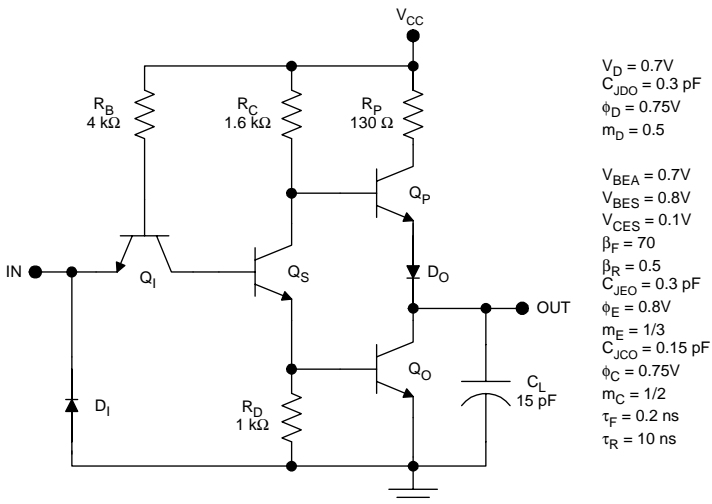 V_CC
R_B
4 kΩ
R_C
1.6 kΩ
R_P
130 Ω
Q_P
IN
Q_I
Q_S
D_O
OUT
Q_O
D_I
R_D
1 kΩ
C_L
15 pF
V_D = 0.7V
C_JDO = 0.3 pF
ϕ_D = 0.75V
m_D = 0.5
V_BEA = 0.7V
V_BES = 0.8V
V_CES = 0.1V
β_F = 70
β_R = 0.5
C_JEO = 0.3 pF
ϕ_E = 0.8V
m_E = 1/3
C_JCO = 0.15 pF
ϕ_C = 0.75V
m_C = 1/2
τ_F = 0.2 ns
τ_R = 10 ns